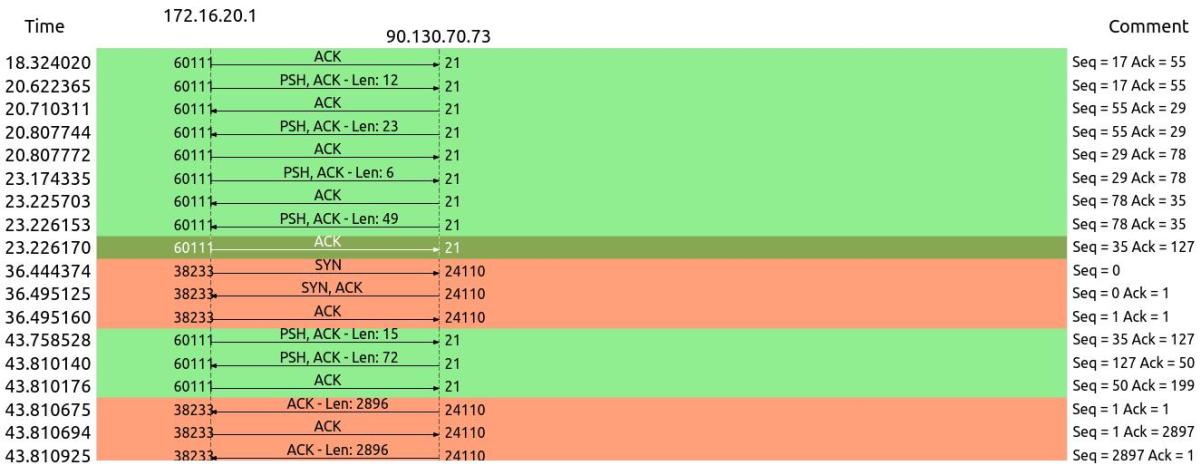 172.16.20.1
Time 90.130.70.73 Comment
18.324020 60111 ACK 21 Seq = 17 Ack = 55
20.622365 60111 PSH, ACK - Len: 12 21 Seq = 17 Ack = 55
20.710311 60111 ACK 21 Seq = 55 Ack = 29
20.807744 60111 PSH, ACK - Len: 23 21 Seq = 55 Ack = 29
20.807772 60111 ACK 21 Seq = 29 Ack = 78
23.174335 60111 PSH, ACK - Len: 6 21 Seq = 29 Ack = 78
23.225703 60111 ACK 21 Seq = 78 Ack = 35
23.226153 60111 PSH, ACK - Len: 49 21 Seq = 78 Ack = 35
23.226170 60111 ACK 21 Seq = 35 Ack = 127
36.444374 38233 SYN 24110 Seq = 0
36.495125 38233 SYN, ACK 24110 Seq = 0 Ack = 1
36.495160 38233 ACK 24110 Seq = 1 Ack = 1
43.758528 60111 PSH, ACK - Len: 15 21 Seq = 35 Ack = 127
43.810140 60111 PSH, ACK - Len: 72 21 Seq = 127 Ack = 50
43.810176 60111 ACK 21 Seq = 50 Ack = 199
43.810675 38233 ACK - Len: 2896 24110 Seq = 1 Ack = 1
43.810694 38233 ACK 24110 Seq = 1 Ack = 2897
43.810925 38233 ACK - Len: 2896 24110 Seq = 2897 Ack = 1